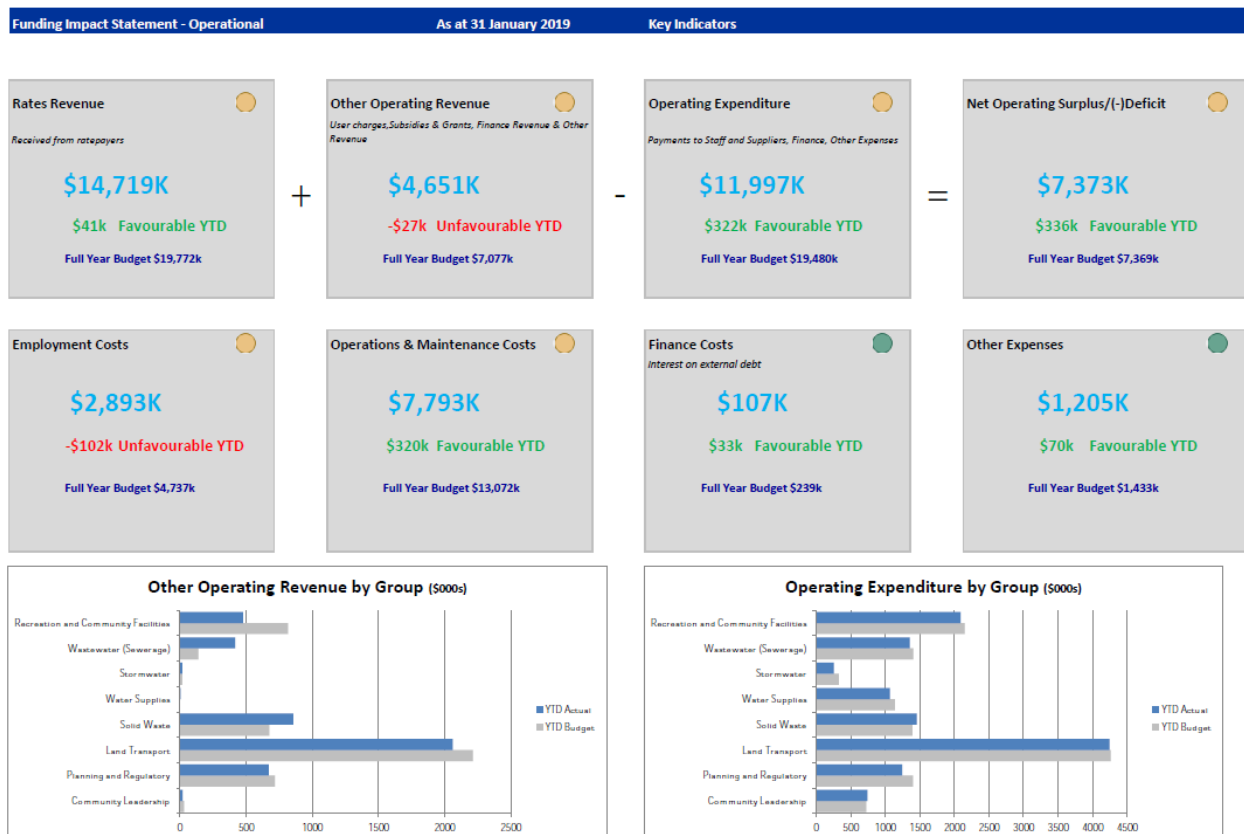 Funding Impact Statement - Operational As at 31 January 2019 Key Indicators
Rates Revenue
Received from ratepayers
$14,719K
$41k Favourable YTD
Full Year Budget $19,772k
+
Other Operating Revenue
User charges,Subsidies & Grants, Finance Revenue & Other
Revenue
$4,651K
-$27k Unfavourable YTD
Full Year Budget $7,077k
-
Operating Expenditure
Payments to Staff and Suppliers, Finance, Other Expenses
$11,997K
$322k Favourable YTD
Full Year Budget $19,480k
=
Net Operating Surplus/(-)Deficit
$7,373K
$336k Favourable YTD
Full Year Budget $7,369k
Employment Costs
$2,893K
-$102k Unfavourable YTD
Full Year Budget $4,737k
Operations & Maintenance Costs
$7,793K
$320k Favourable YTD
Full Year Budget $13,072k
Finance Costs
Interest on external debt
$107K
$33k Favourable YTD
Full Year Budget $239k
Other Expenses
$1,205K
$70k Favourable YTD
Full Year Budget $1,433k
Other Operating Revenue by Group ($000s)
Recreation and Community Facilities
Wastewater (Sewerage)
Stormwater
Water Supplies
Solid Waste
Land Transport
Planning and Regulatory
Community Leadership
YTD Actual
YTD Budget
0 500 1000 1500 2000 2500
Operating Expenditure by Group ($000s)
Recreation and Community Facilities
Wastewater (Sewerage)
Stormwater
Water Supplies
Solid Waste
Land Transport
Planning and Regulatory
Community Leadership
YTD Actual
YTD Budget
0 500 1000 1500 2000 2500 3000 3500 4000 4500